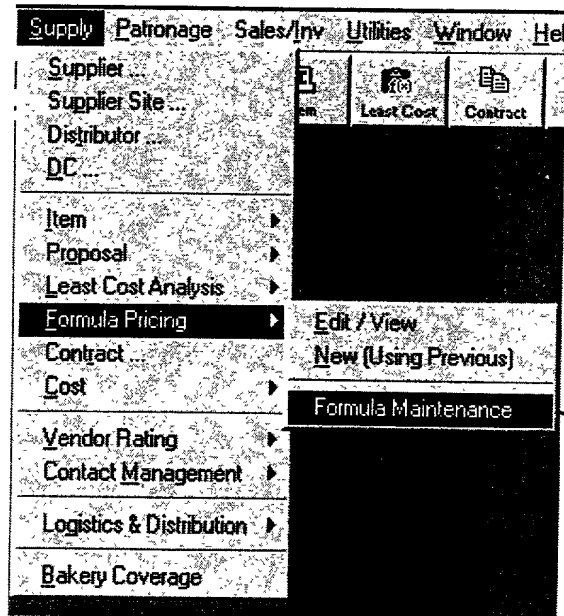 Supply Patronage Sales/Inv Utilities Window Hel
Supplier ...
Supplier Site ...
Distributor ...
DC ...
em Least Cost Contract
Item
Proposal
Least Cost Analysis
Formula Pricing
Contract ...
Cost
Edit / View
New (Using Previous)
Formula Maintenance
Vendor Rating
Contact Management
Logistics & Distribution
Bakery Coverage